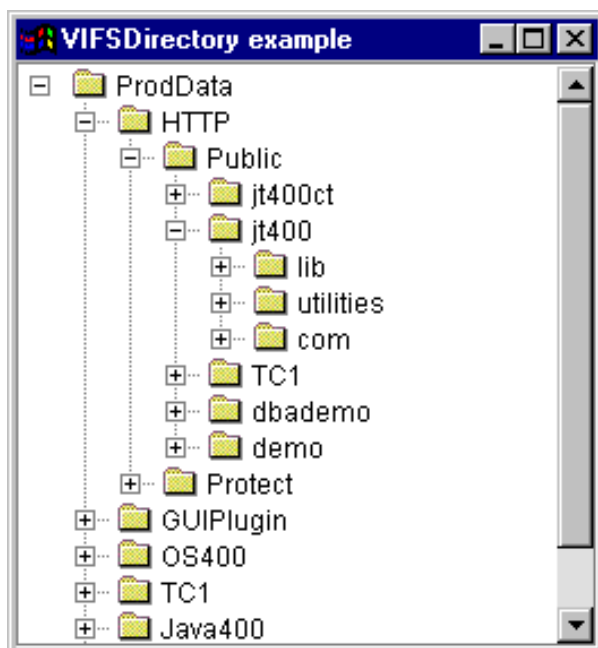 VIFSDirectory example
ProdData
HTTP
Public
jt400ct
jt400
lib
utilities
com
TC1
dbademo
demo
Protect
GUIPlugin
OS400
TC1
Java400